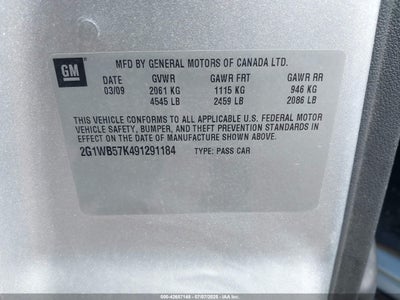 GM
MFD BY GENERAL MOTORS OF CANADA LTD.
DATE GVWR GAWR FRT GAWR RR
03/09 2061 KG 1115 KG 946 KG
4545 LB 2459 LB 2086 LB
THIS VEHICLE CONFORMS TO ALL APPLICABLE U.S. FEDERAL MOTOR
VEHICLE SAFETY, BUMPER, AND THEFT PREVENTION STANDARDS IN
EFFECT ON THE DATE OF MANUFACTURE SHOWN ABOVE.
2G1WB57K491291184 TYPE: PASS CAR